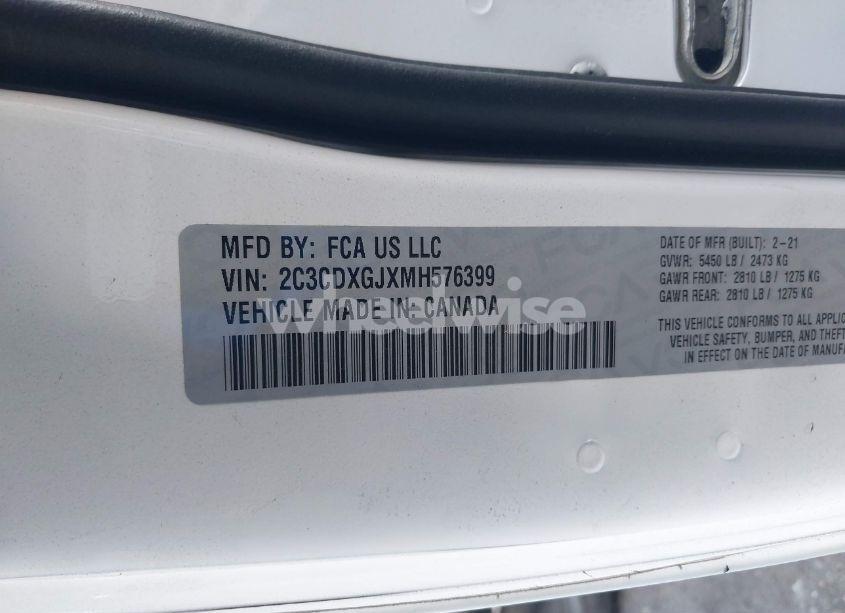 MFD BY: FCA US LLC
VIN: 2C3CDXGJXMH576399
VEHICLE MADE IN: CANADA
DATE OF MFR (BUILT): 2-21
GVWR: 5450 LB / 2473 KG
GAWR FRONT: 2810 LB / 1275 KG
GAWR REAR: 2810 LB / 1275 KG
THIS VEHICLE CONFORMS TO ALL
VEHICLE SAFETY, BUMPER, AND THEFT
IN EFFECT ON THE DATE OF
wheelwise